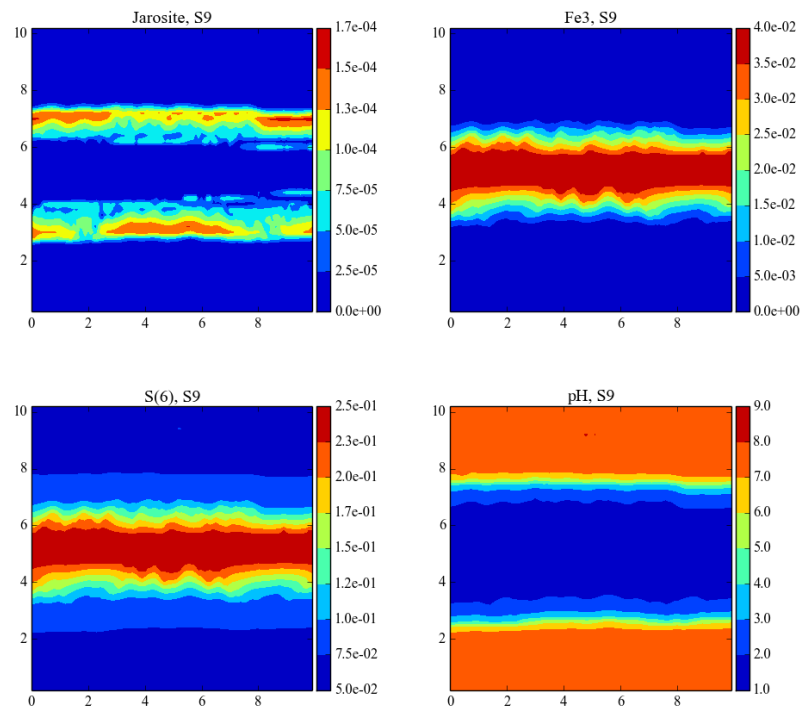 Jarosite, S9
10
8
6
4
2
0 2 4 6 8
1.7e-04
1.5e-04
1.3e-04
1.0e-04
7.5e-05
5.0e-05
2.5e-05
0.0e+00
Fe3, S9
10
8
6
4
2
0 2 4 6 8
4.0e-02
3.5e-02
3.0e-02
2.5e-02
2.0e-02
1.5e-02
1.0e-02
5.0e-03
0.0e+00
S(6), S9
10
8
6
4
2
0 2 4 6 8
2.5e-01
2.3e-01
2.0e-01
1.7e-01
1.5e-01
1.3e-01
1.0e-01
7.5e-02
5.0e-02
pH, S9
10
8
6
4
2
0 2 4 6 8
9.0
8.0
7.0
6.0
5.0
4.0
3.0
2.0
1.0